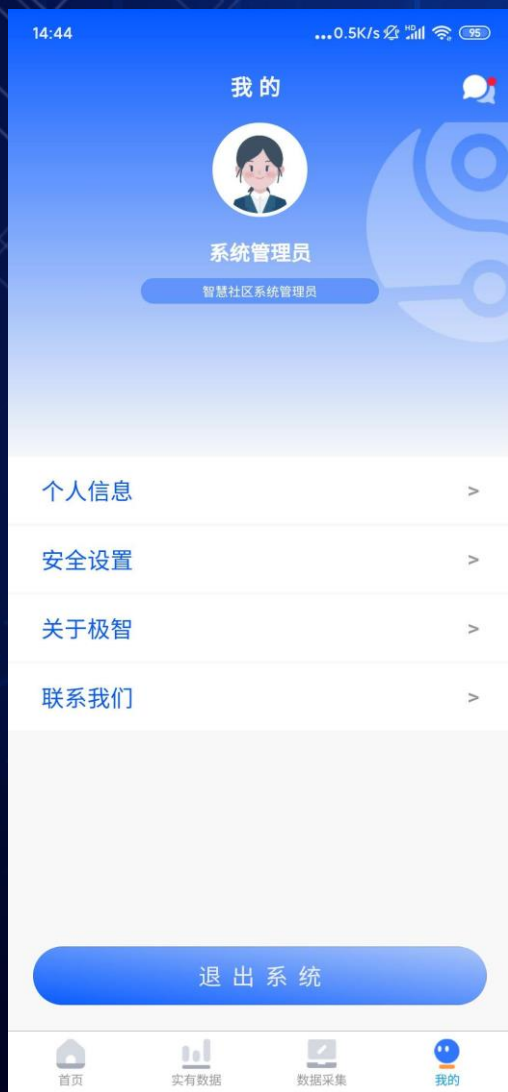 14:44
...0.5K/s HD 95
我的
系统管理员
智慧社区系统管理员
个人信息 >
安全设置 >
关于极智 >
联系我们 >
退出系统
首页 实有数据 数据采集 我的